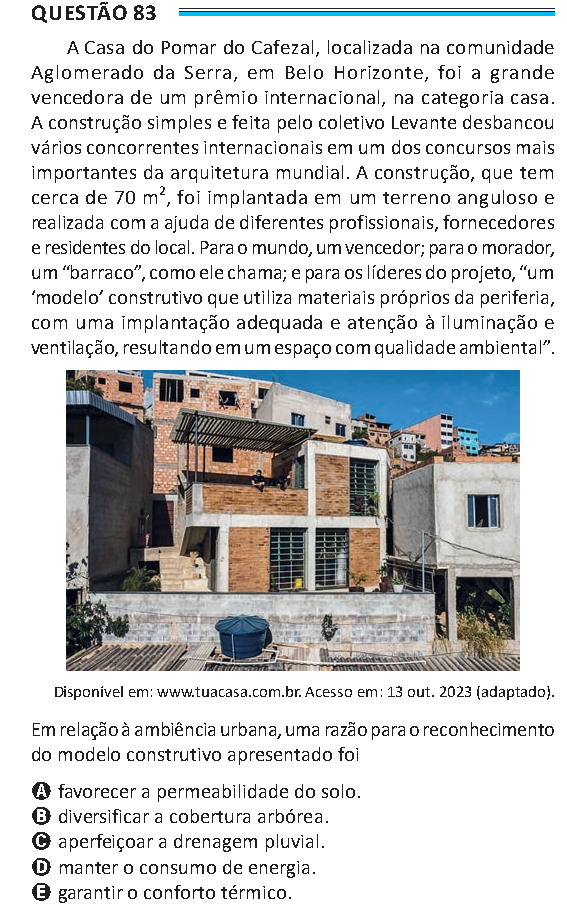 QUESTÃO 83
A Casa do Pomar do Cafezal, localizada na comunidade
Aglomerado da Serra, em Belo Horizonte, foi a grande
vencedora de um prêmio internacional, na categoria casa.
A construção simples e feita pelo coletivo Levante desbancou
vários concorrentes internacionais em um dos concursos mais
importantes da arquitetura mundial. A construção, que tem
cerca de 70 m², foi implantada em um terreno anguloso e
realizada com a ajuda de diferentes profissionais, fornecedores
e residentes do local. Para o mundo, um vencedor; para o morador,
um “barraco”, como ele chama; e para os líderes do projeto, “um
‘modelo’ construtivo que utiliza materiais próprios da periferia,
com uma implantação adequada e atenção à iluminação e
ventilação, resultando em um espaço com qualidade ambiental”.
Disponível em: www.tuacasa.com.br. Acesso em: 13 out. 2023 (adaptado).
Em relação à ambiência urbana, uma razão para o reconhecimento
do modelo construtivo apresentado foi
A favorecer a permeabilidade do solo.
B diversificar a cobertura arbórea.
C aperfeiçoar a drenagem pluvial.
D manter o consumo de energia.
E garantir o conforto térmico.